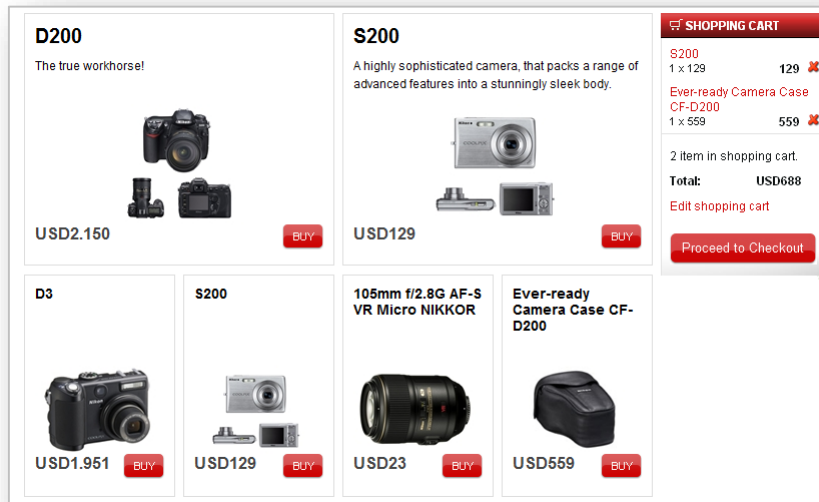 D200
The true workhorse!
USD2.150
BUY
S200
A highly sophisticated camera, that packs a range of
advanced features into a stunningly sleek body.
USD129
BUY
D3
USD1.951
BUY
S200
USD129
BUY
105mm f/2.8G AF-S
VR Micro NIKKOR
USD23
BUY
Ever-ready
Camera Case CF-
D200
USD559
BUY
SHOPPING CART
S200
1 x 129 129
Ever-ready Camera Case
CF-D200
1 x 559 559
2 item in shopping cart.
Total: USD688
Edit shopping cart
Proceed to Checkout